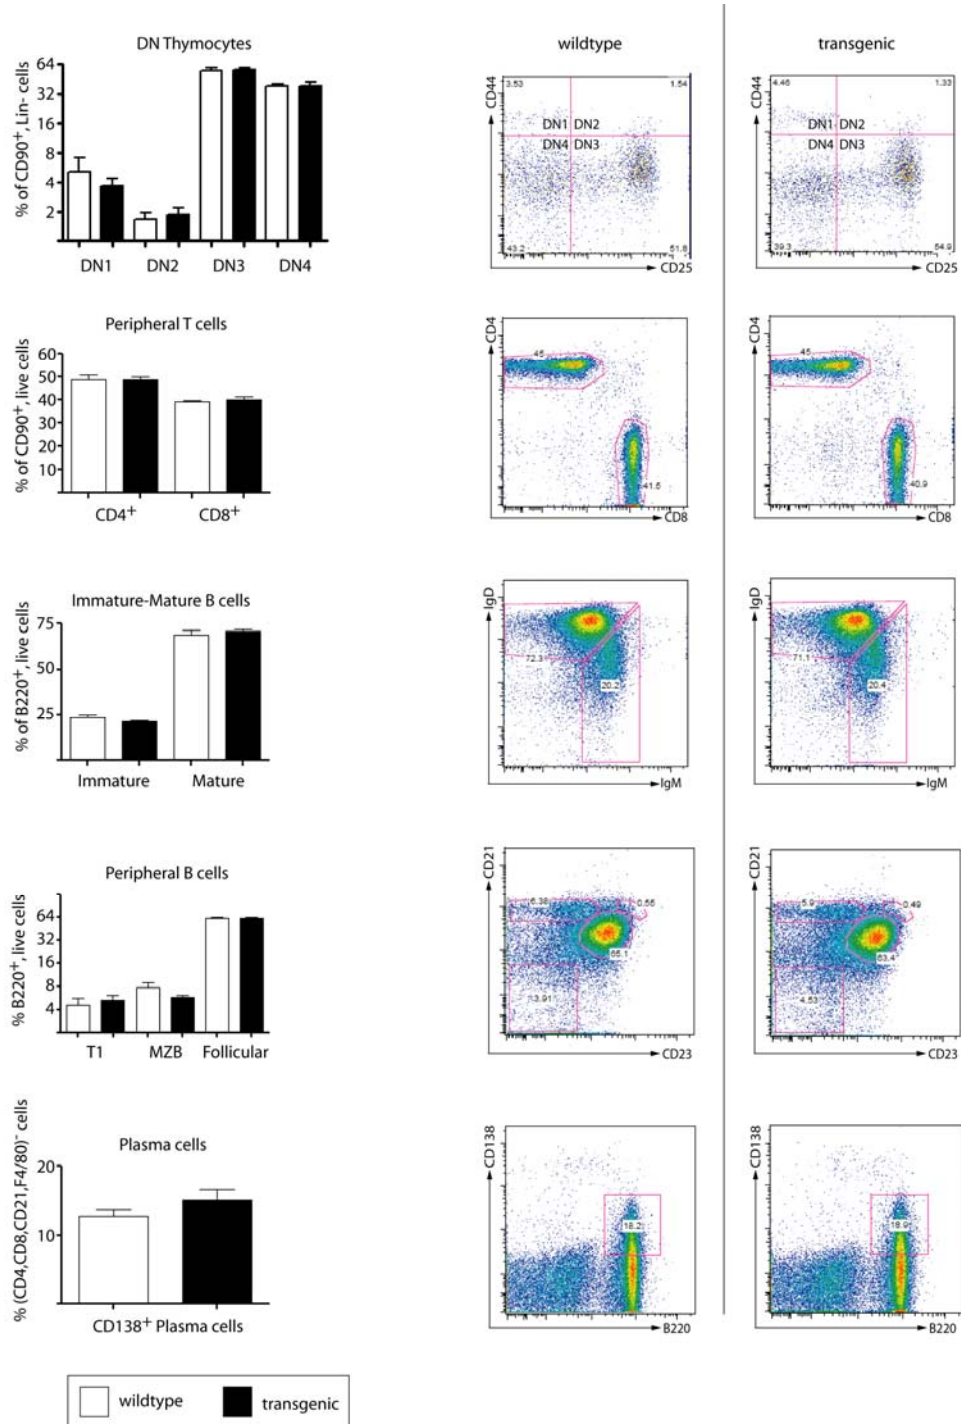 DN Thymocytes
wildtype
transgenic
% of CD90+, Lin- cells
64
32
16
8
4
2
DN1 DN2 DN3 DN4
CD44
3.53 1.54
DN1 DN2
DN4 DN3
43.2 51.8
CD25
CD44
4.46 1.33
DN1 DN2
DN4 DN3
39.3 54.9
CD25
Peripheral T cells
% of CD90+, live cells
60
50
40
30
20
10
CD4+ CD8+
CD4
45
41.5
CD8
CD4
45
40.9
CD8
Immature-Mature B cells
% of B220+, live cells
75
50
25
Immature Mature
IgD
72.3
20.2
IgM
IgD
71.1
20.4
IgM
Peripheral B cells
% B220+, live cells
64
32
16
8
4
T1 MZB Follicular
CD21
6.38 0.55
65.1
3.91
CD23
CD21
5.9 0.49
63.4
4.53
CD23
Plasma cells
% (CD4,CD8,CD21,F4/80)- cells
20
10
CD138+ Plasma cells
CD138
18.2
B220
CD138
18.9
B220
wildtype transgenic